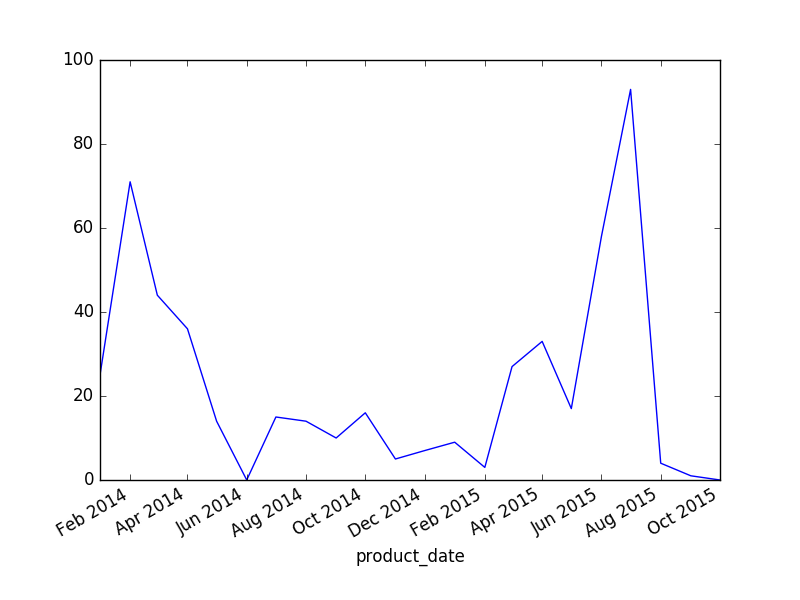 100
80
60
40
20
0
Feb 2014
Apr 2014
Jun 2014
Aug 2014
Oct 2014
Dec 2014
Feb 2015
Apr 2015
Jun 2015
Aug 2015
Oct 2015
product_date